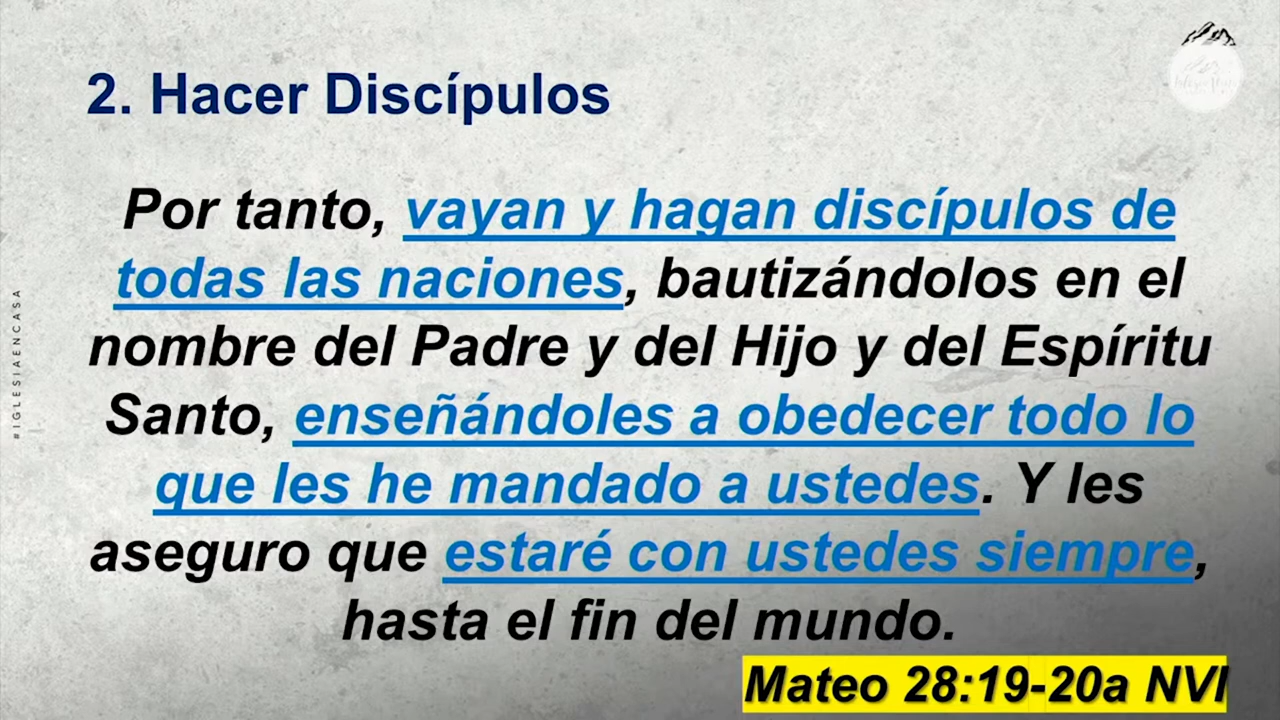 2. Hacer Discípulos
Por tanto, vayan y hagan discípulos de
todas las naciones, bautizándolos en el
nombre del Padre y del Hijo y del Espíritu
Santo, enseñándoles a obedecer todo lo
que les he mandado a ustedes. Y les
aseguro que estaré con ustedes siempre,
hasta el fin del mundo.
Mateo 28:19-20a NVI
#IGLESIAENCASA